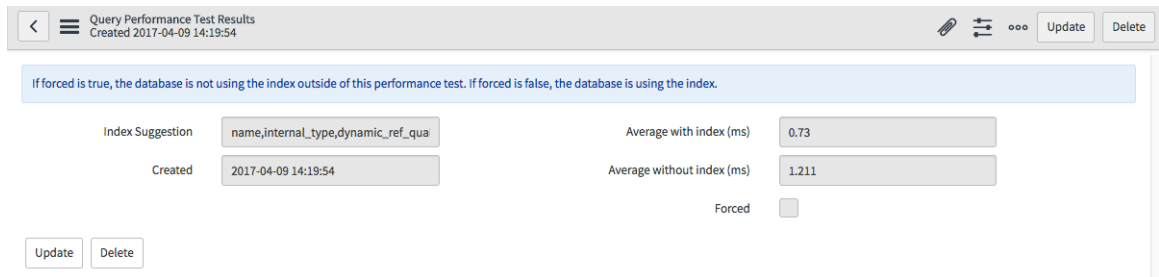 Query Performance Test Results
Created 2017-04-09 14:19:54
Update
Delete
If forced is true, the database is not using the index outside of this performance test. If forced is false, the database is using the index.
Index Suggestion
name,internal_type,dynamic_ref_qual
Average with index (ms)
0.73
Created
2017-04-09 14:19:54
Average without index (ms)
1.211
Forced
Update
Delete